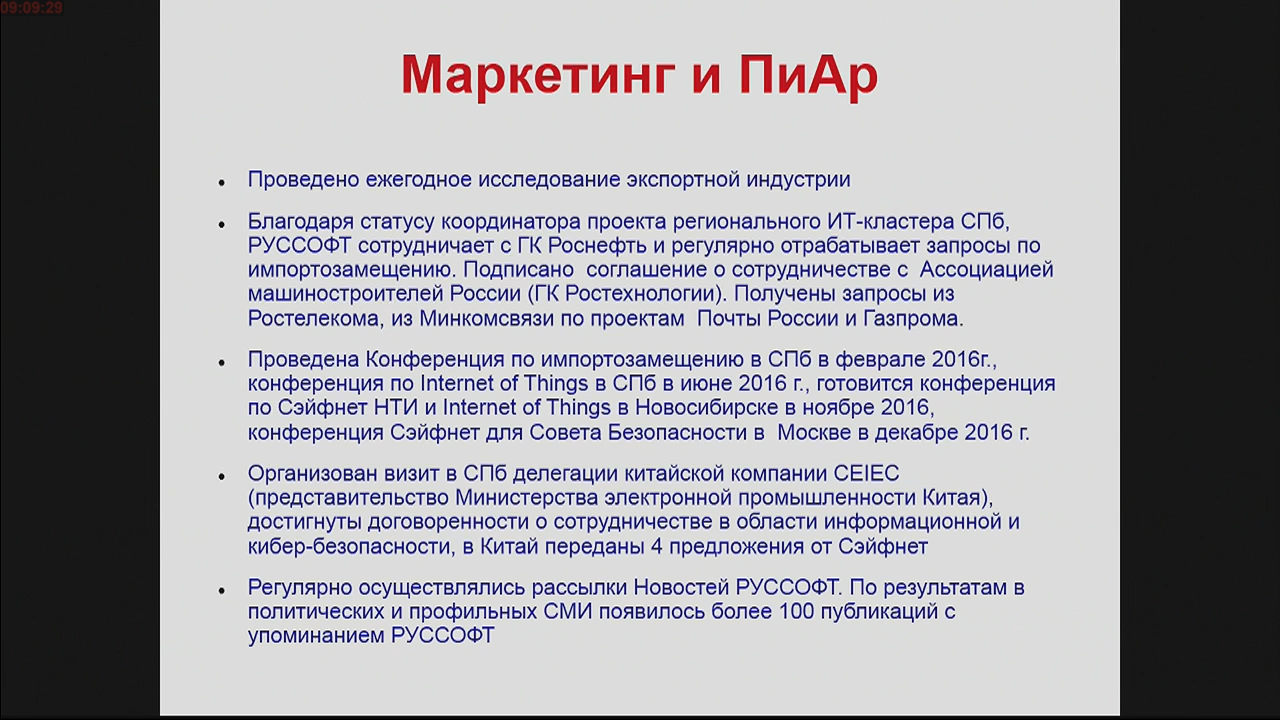 09:09:29
Маркетинг и ПиАр
Проведено ежегодное исследование экспортной индустрии
Благодаря статусу координатора проекта регионального ИТ-кластера СПб,
РУССОФТ сотрудничает с ГК Роснефть и регулярно отрабатывает запросы по
импортозамещению. Подписано соглашение о сотрудничестве с Ассоциацией
машиностроителей России (ГК Ростехнологии). Получены запросы из
Ростелекома, из Минкомсвязи по проектам Почты России и Газпрома.
Проведена Конференция по импортозамещению в СПб в феврале 2016г.,
конференция по Internet of Things в СПб в июне 2016 г., готовится конференция
по Сэйфнет НТИ и Internet of Things в Новосибирске в ноябре 2016,
конференция Сэйфнет для Совета Безопасности в Москве в декабре 2016 г.
Организован визит в СПб делегации китайской компании CEIEC
(представительство Министерства электронной промышленности Китая),
достигнуты договоренности о сотрудничестве в области информационной и
кибер-безопасности, в Китай переданы 4 предложения от Сэйфнет
Регулярно осуществлялись рассылки Новостей РУССОФТ. По результатам в
политических и профильных СМИ появилось более 100 публикаций с
упоминанием РУССОФТ